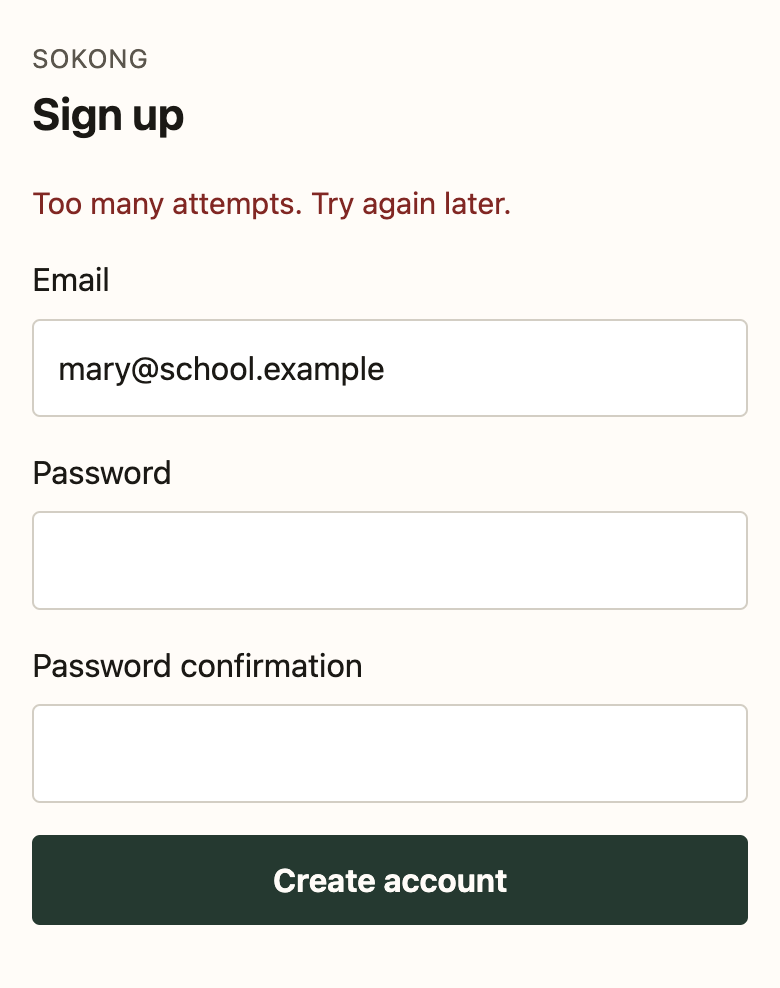 SOKONG
Sign up
Too many attempts. Try again later.
Email
mary@school.example
Password
Password confirmation
Create account